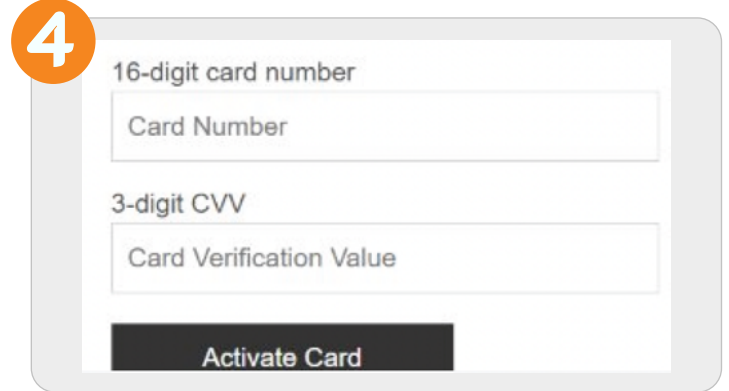 4
16-digit card number
Card Number
3-digit CVV
Card Verification Value
Activate Card